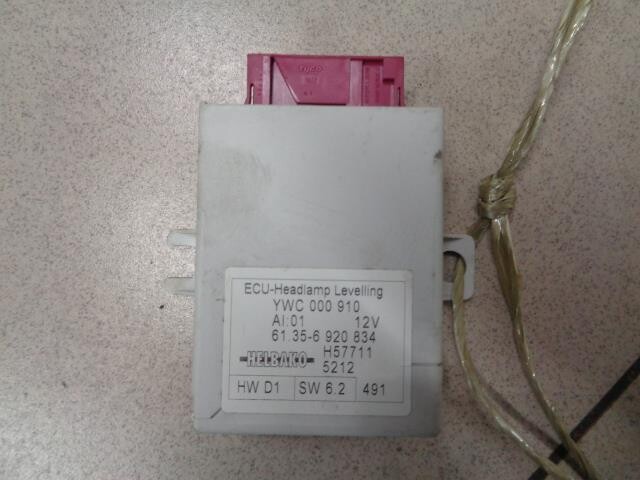 tyco
ECU-Headlamp Levelling
YWC 000 910
AI:01 12V
61.35-6 920 834
HELBAKO H57711
5212
HW D1 SW 6.2 491